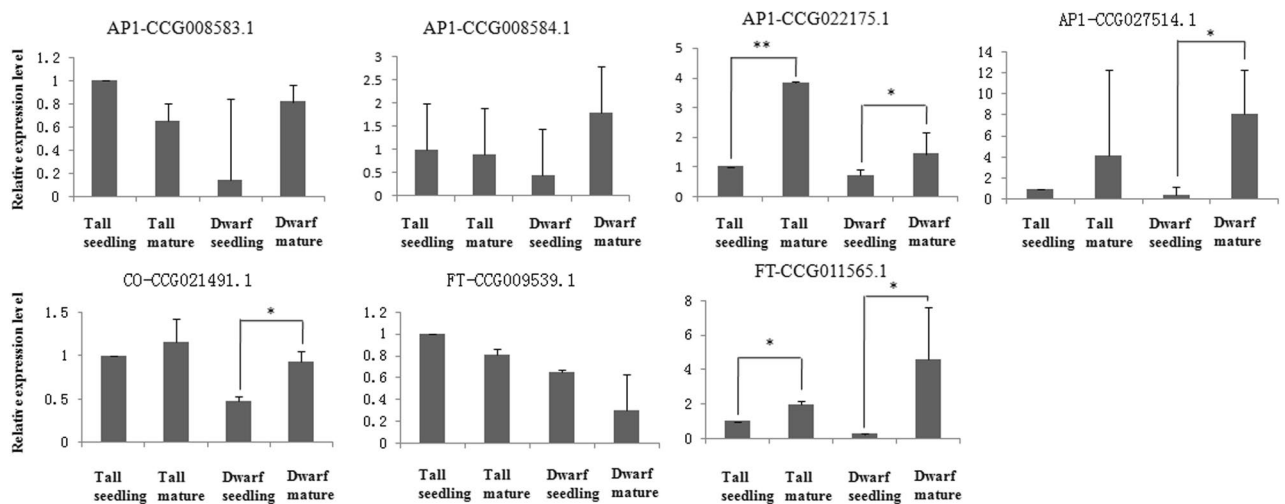 AP1-CCG008583.1
Relative expression level
1.2
1
0.8
0.6
0.4
0.2
0
Tall seedling
Tall mature
Dwarf seedling
Dwarf mature
AP1-CCG008584.1
3
2.5
2
1.5
1
0.5
0
Tall seedling
Tall mature
Dwarf seedling
Dwarf mature
AP1-CCG022175.1
5
4
3
2
1
0
**
*
Tall seedling
Tall mature
Dwarf seedling
Dwarf mature
AP1-CCG027514.1
14
12
10
8
6
4
2
0
*
Tall seedling
Tall mature
Dwarf seedling
Dwarf mature
CO-CCG021491.1
Relative expression level
1.5
1
0.5
0
*
Tall seedling
Tall mature
Dwarf seedling
Dwarf mature
FT-CCG009539.1
1.2
1
0.8
0.6
0.4
0.2
0
Tall seedling
Tall mature
Dwarf seedling
Dwarf mature
FT-CCG011565.1
8
6
4
2
0
*
*
Tall seedling
Tall mature
Dwarf seedling
Dwarf mature